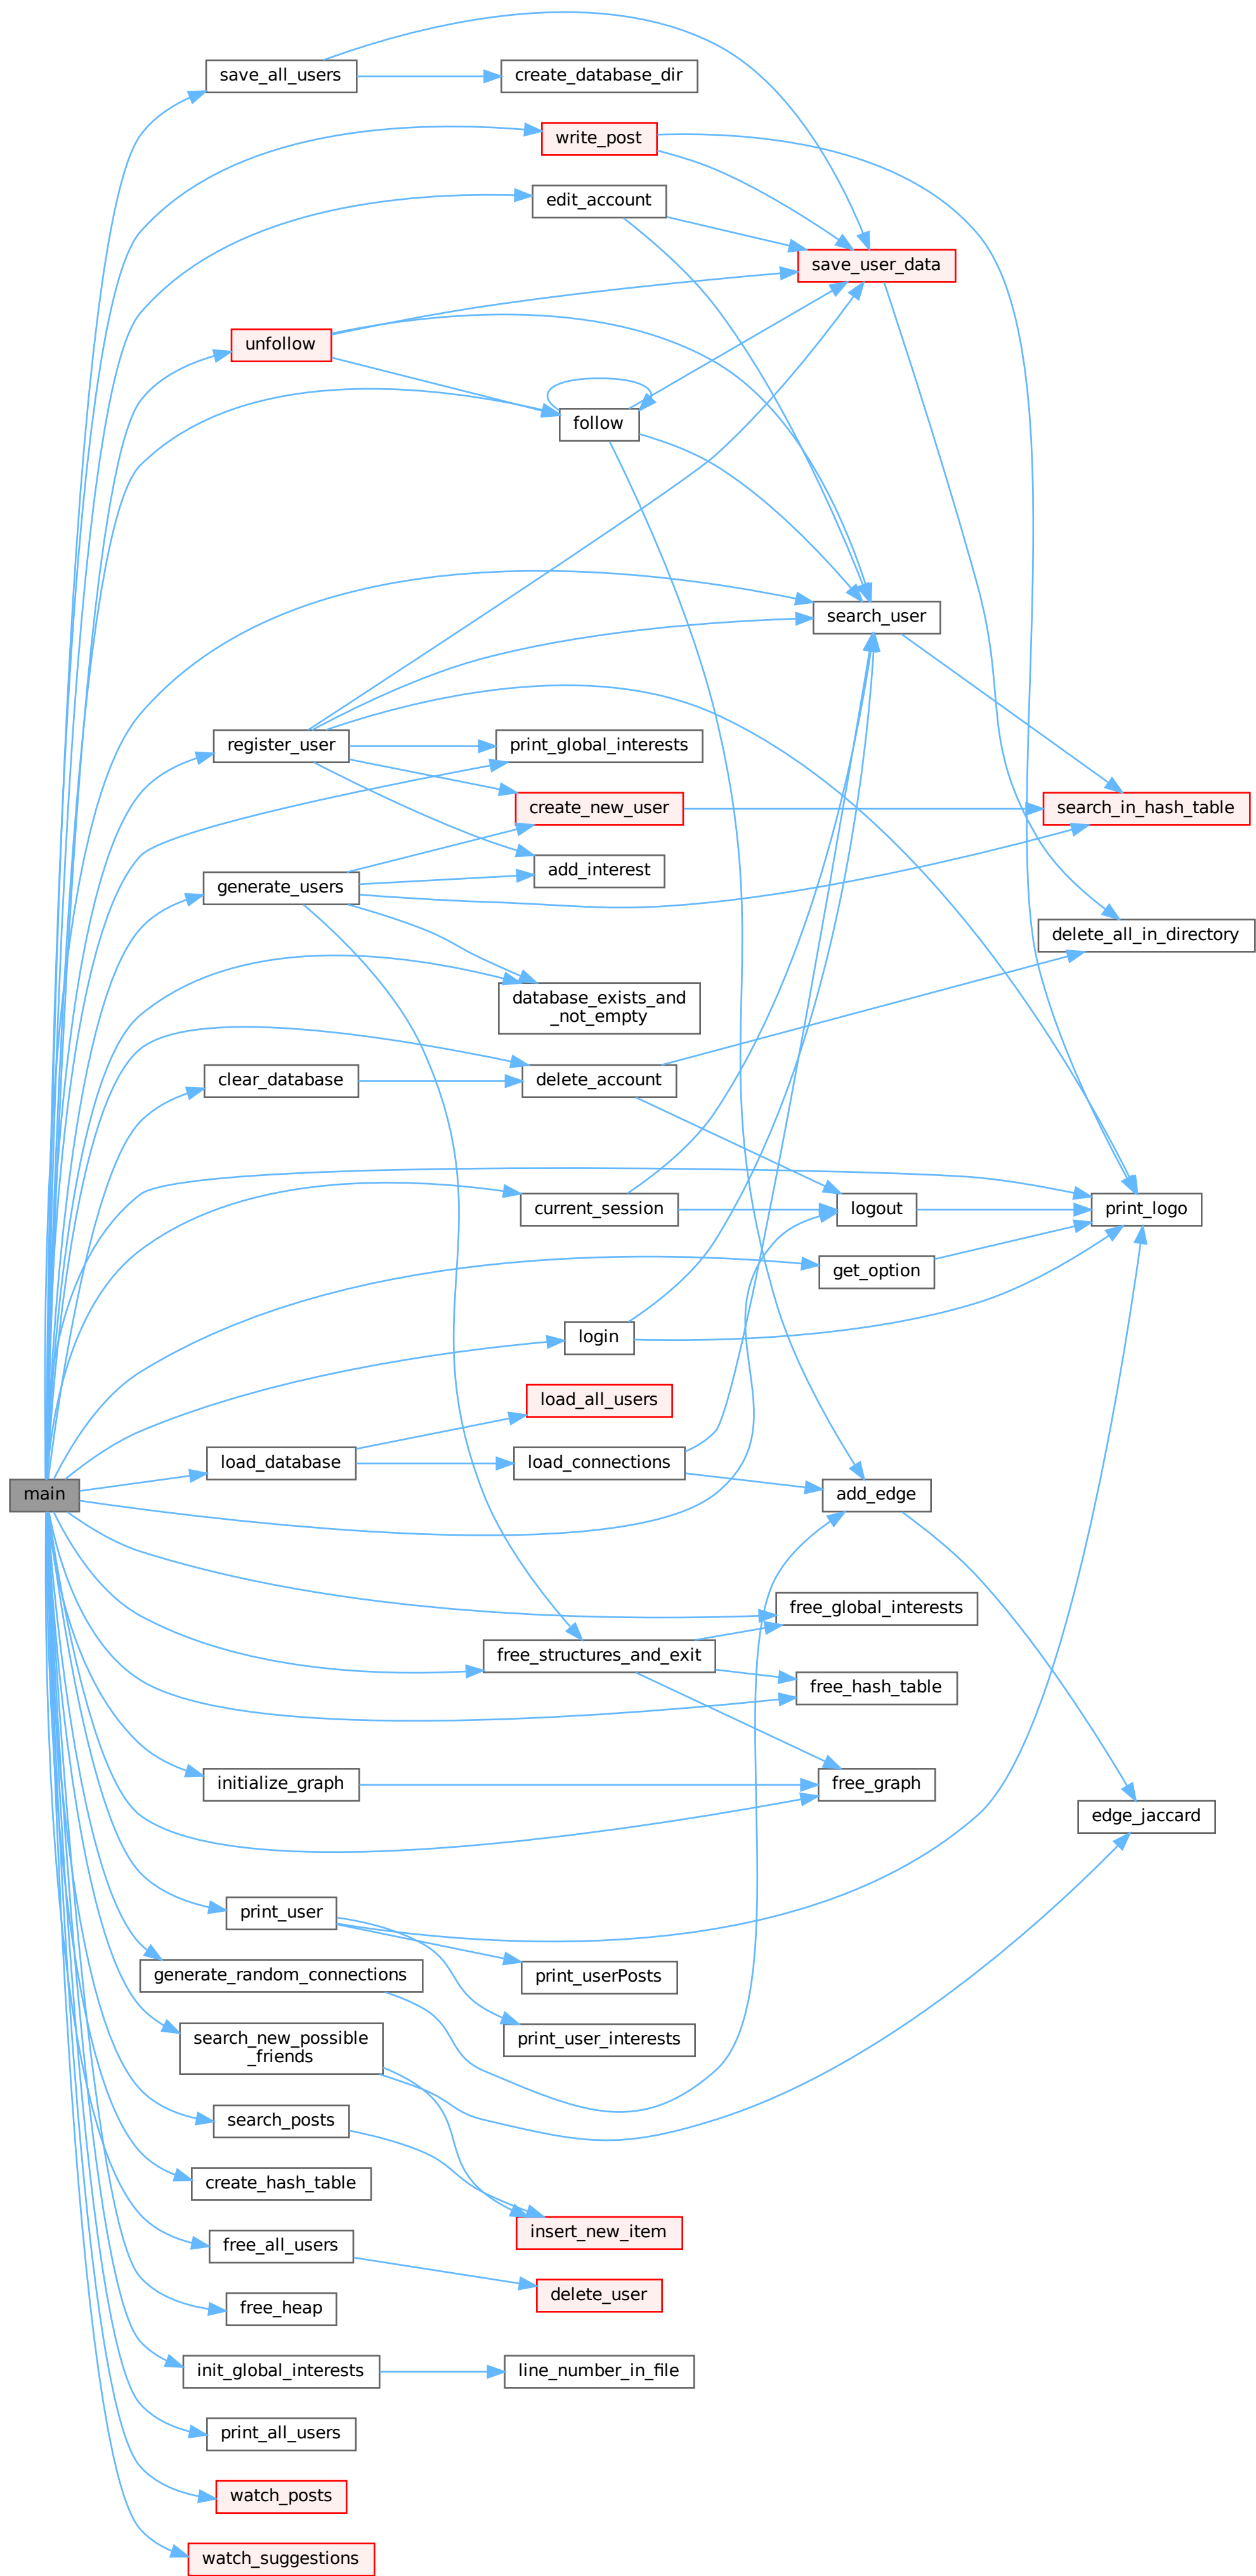 save_all_users
create_database_dir
write_post
edit_account
save_user_data
unfollow
follow
search_user
register_user
print_global_interests
create_new_user
search_in_hash_table
add_interest
generate_users
delete_all_in_directory
database_exists_and
_not_empty
clear_database
delete_account
current_session
logout
print_logo
get_option
login
load_all_users
load_database
load_connections
main
add_edge
free_global_interests
free_structures_and_exit
free_hash_table
initialize_graph
free_graph
edge_jaccard
print_user
generate_random_connections
print_userPosts
search_new_possible
_friends
print_user_interests
search_posts
create_hash_table
insert_new_item
free_all_users
delete_user
free_heap
init_global_interests
line_number_in_file
print_all_users
watch_posts
watch_suggestions